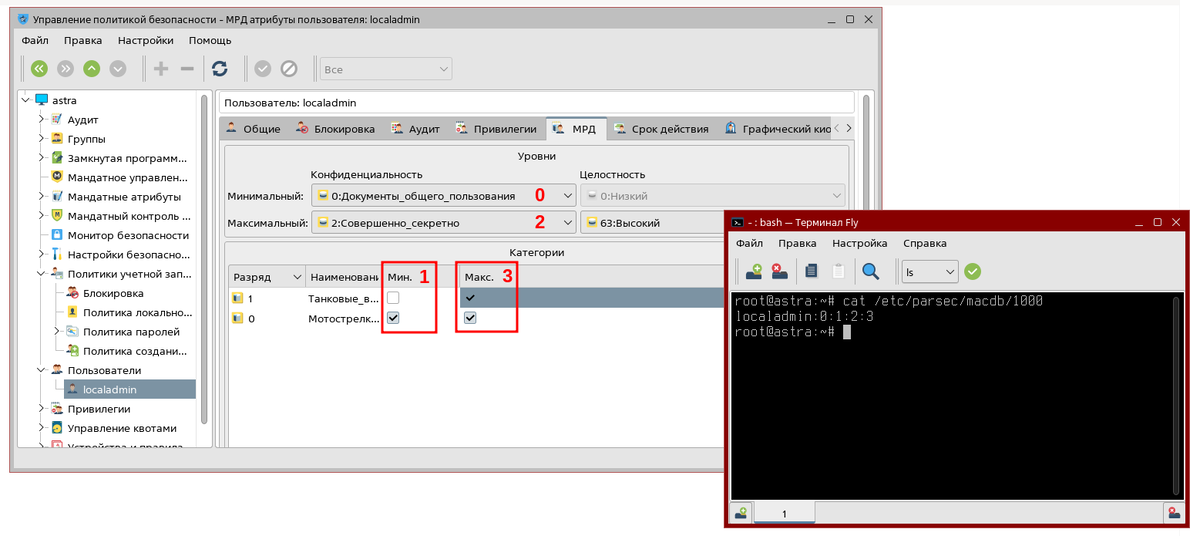 Управление политикой безопасности - МРД атрибуты пользователя: localadmin
Файл Правка Настройки Помощь
Все
astra
Аудит
Группы
Замкнутая программ...
Мандатное управлен...
Мандатные атрибуты
Мандатный контроль ...
Монитор безопасности
Настройки безопасно...
Политики учетной зап...
Блокировка
Политика локально...
Политика паролей
Политика создани...
Пользователи
localadmin
Привилегии
Управление квотами
Устройства и правила
Пользователь: localadmin
Общие Блокировка Аудит Привилегии МРД Срок действия Графический кио
Уровни
Конфиденциальность Целостность
Минимальный: 0:Документы_общего_пользования 0 0:Низкий
Максимальный: 2:Совершенно_секретно 2 63:Высокий
Категории
Разряд Наименовани Мин. 1 Макс. 3
1 Танковые_в...
0 Мотострелк...
- : bash — Терминал Fly
Файл Правка Настройка Справка
ls
root@astra:~# cat /etc/parsec/macdb/1000
localadmin:0:1:2:3
root@astra:~#
1